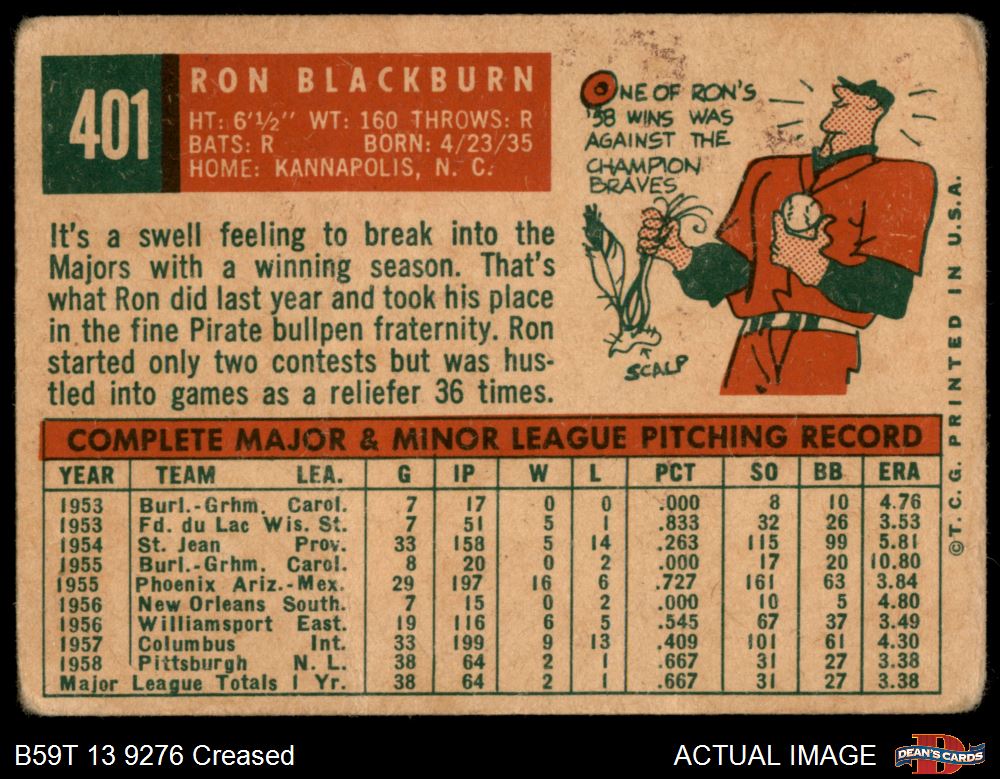 401
RON BLACKBURN
HT: 6'½" WT: 160 THROWS: R
BATS: R BORN: 4/23/35
HOME: KANNAPOLIS, N. C.
ONE OF RON'S
'58 WINS WAS
AGAINST THE
CHAMPION
BRAVES
SCALP
It's a swell feeling to break into the
Majors with a winning season. That's
what Ron did last year and took his place
in the fine Pirate bullpen fraternity. Ron
started only two contests but was hus-
tled into games as a reliefer 36 times.
COMPLETE MAJOR & MINOR LEAGUE PITCHING RECORD
YEAR TEAM LEA. G IP W L PCT SO BB ERA
1953 Burl.-Grhm. Carol. 7 17 0 0 .000 8 10 4.76
1953 Fd. du Lac Wis. St. 7 51 5 1 .833 32 26 3.53
1954 St. Jean Prov. 33 158 5 14 .263 115 99 5.81
1955 Burl.-Grhm. Carol. 8 20 0 2 .000 17 20 10.80
1955 Phoenix Ariz.-Mex. 29 197 16 6 .727 161 63 3.84
1956 New Orleans South. 7 15 0 2 .000 10 5 4.80
1956 Williamsport East. 19 116 6 5 .545 67 37 3.49
1957 Columbus Int. 33 199 9 13 .409 101 61 4.30
1958 Pittsburgh N. L. 38 64 2 1 .667 31 27 3.38
Major League Totals 1 Yr. 38 64 2 1 .667 31 27 3.38
©T. C. G. PRINTED IN U.S.A.
B59T 13 9276 Creased
ACTUAL IMAGE
D
DEAN'S CARDS